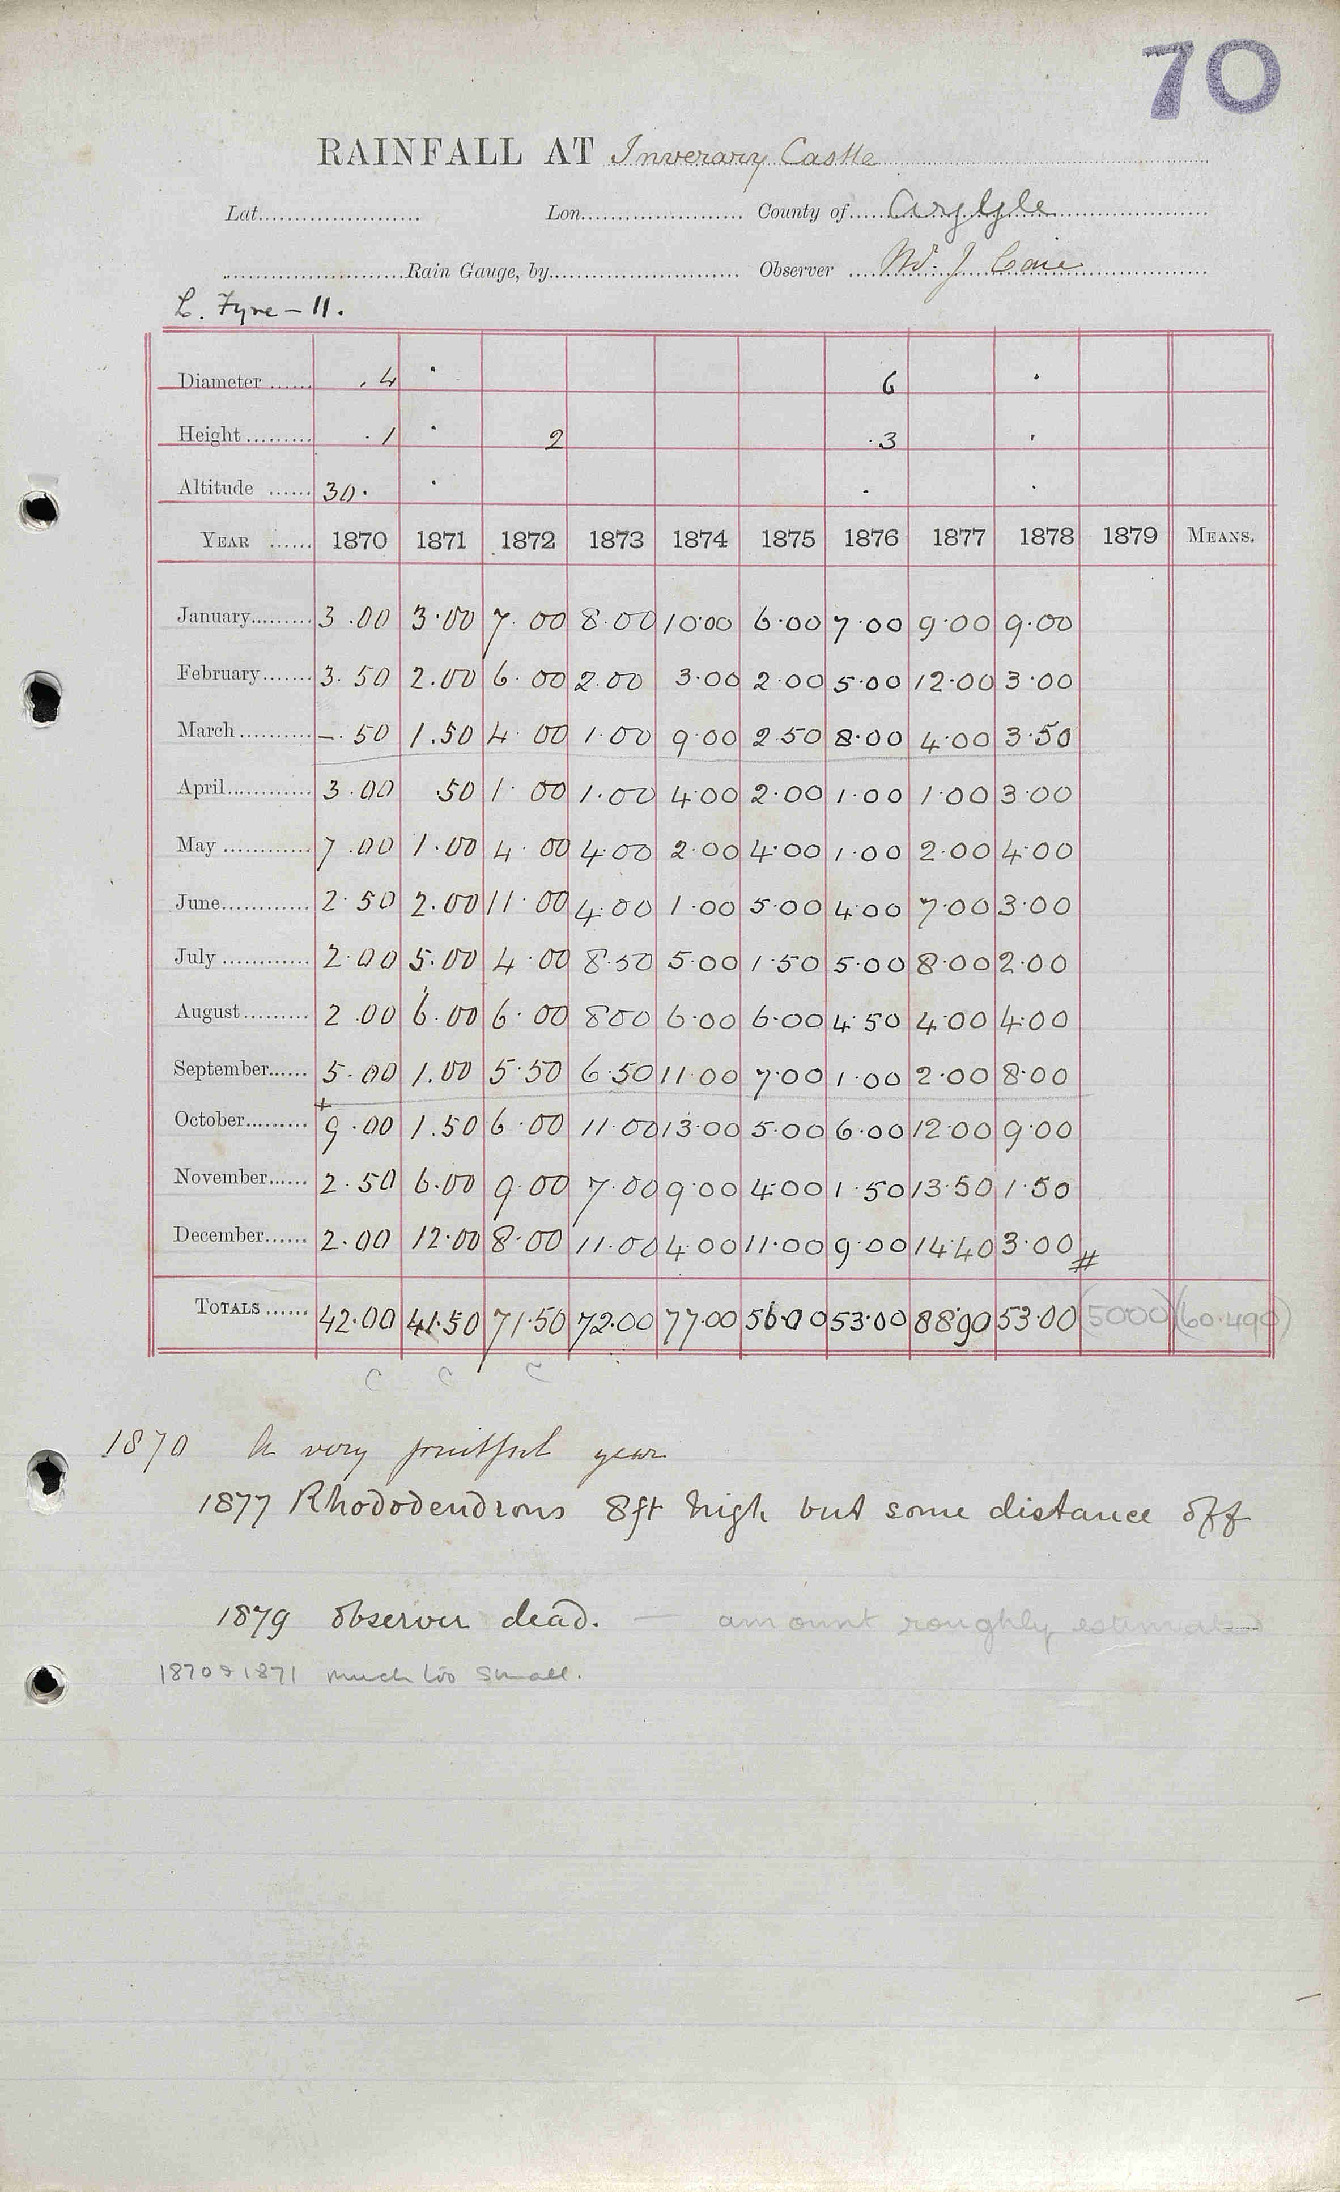 70
RAINFALL AT Inverary Castle
Lat. Lon. County of Argyle
Rain Gauge, by Observer Mr. J. Caie
L. Fyne - 11.
Diameter .4 6
Height .1 2 .3
Altitude 30.
YEAR 1870 1871 1872 1873 1874 1875 1876 1877 1878 1879 MEANS.
January 3.00 3.00 7.00 8.00 10.00 6.00 7.00 9.00 9.00
February 3.50 2.00 6.00 2.00 3.00 2.00 5.00 12.00 3.00
March -.50 1.50 4.00 1.00 9.00 2.50 8.00 4.00 3.50
April 3.00 .50 1.00 1.00 4.00 2.00 1.00 1.00 3.00
May 7.00 1.00 4.00 4.00 2.00 4.00 1.00 2.00 4.00
June 2.50 2.00 11.00 4.00 1.00 5.00 4.00 7.00 3.00
July 2.00 5.00 4.00 8.50 5.00 1.50 5.00 8.00 2.00
August 2.00 6.00 6.00 8.00 6.00 6.00 4.50 4.00 4.00
September 5.00 1.00 5.50 6.50 11.00 7.00 1.00 2.00 8.00
October 9.00 1.50 6.00 11.00 13.00 5.00 6.00 12.00 9.00
November 2.50 6.00 9.00 7.00 9.00 4.00 1.50 13.50 1.50
December 2.00 12.00 8.00 11.00 4.00 11.00 9.00 14.40 3.00 #
TOTALS 42.00 41.50 71.50 72.00 77.00 56.00 53.00 88.90 53.00 (5000) (60.490)
C C C
1870 A very fruitful year
1877 Rhododendrons 8ft high but some distance off
1879 observer dead. — amount roughly estimated
1870 & 1871 much too small.